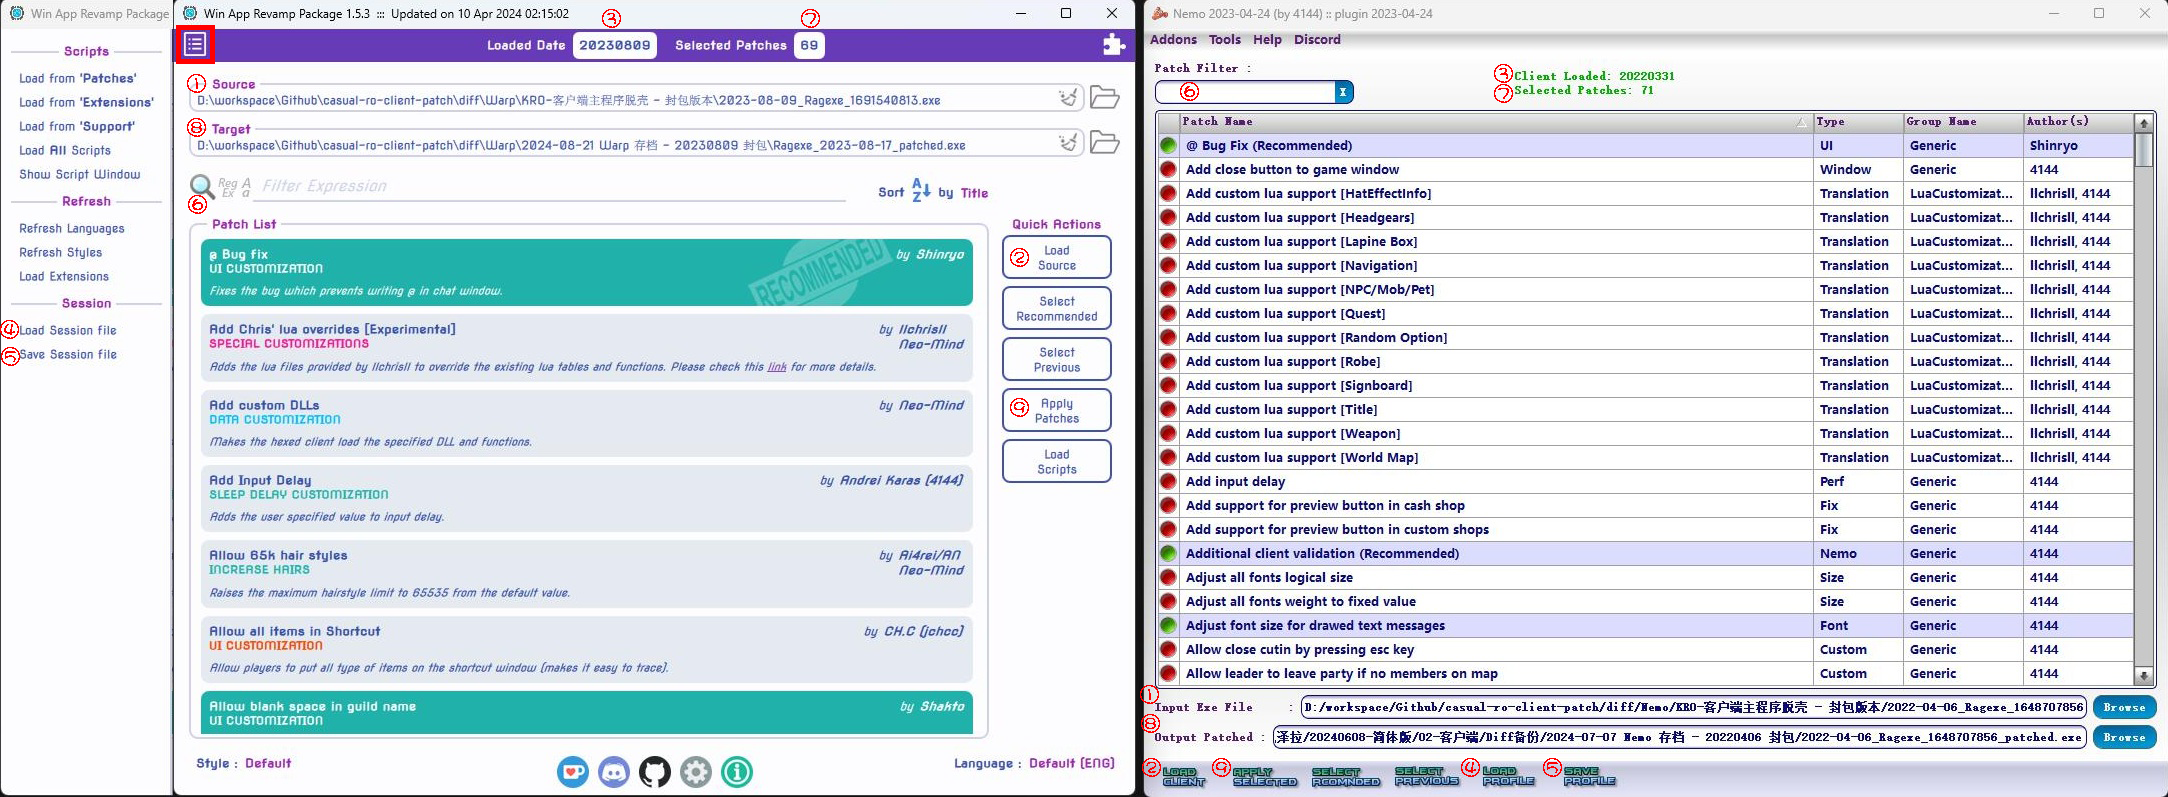 Win App Revamp Package
Scripts
Load from 'Patches'
Load from 'Extensions'
Load from 'Support'
Load All Scripts
Show Script Window
Refresh
Refresh Languages
Refresh Styles
Load Extensions
Session
④ Load Session file
⑤ Save Session file
Win App Revamp Package 1.5.3 ::: Updated on 10 Apr 2024 02:15:02
③
⑦
Loaded Date 20230809 Selected Patches 69
① Source
D:\workspace\Github\casual-ro-client-patch\diff\Warp\KRO-客户端主程序脱壳 - 封包版本\2023-08-09_Ragexe_1691540813.exe
⑧ Target
D:\workspace\Github\casual-ro-client-patch\diff\Warp\2024-08-21 Warp 存档 - 20230809 封包\Ragexe_2023-08-17_patched.exe
Reg Ex A a Filter Expression
Sort A Z by Title
⑥
Patch List
@ Bug fix
by Shinryo
UI CUSTOMIZATION
RECOMMENDED
Fixes the bug which prevents writing @ in chat window.
Add Chris' lua overrides [Experimental]
by llchrisll
SPECIAL CUSTOMIZATIONS
Neo-Mind
Adds the lua files provided by llchrisll to override the existing lua tables and functions. Please check this link for more details.
Add custom DLLs
by Neo-Mind
DATA CUSTOMIZATION
Makes the hexed client load the specified DLL and functions.
Add Input Delay
by Andrei Karas (4144)
SLEEP DELAY CUSTOMIZATION
Adds the user specified value to input delay.
Allow 65k hair styles
by Ai4rei/AN
INCREASE HAIRS
Neo-Mind
Raises the maximum hairstyle limit to 65535 from the default value.
Allow all items in Shortcut
by CH.C (jchcc)
UI CUSTOMIZATION
Allow players to put all type of items on the shortcut window (makes it easy to trace).
Allow blank space in guild name
by Shakto
UI CUSTOMIZATION
Quick Actions
② Load
Source
Select
Recommended
Select
Previous
⑨ Apply
Patches
Load
Scripts
Style : Default
Language : Default (ENG)
Nemo 2023-04-24 (by 4144) :: plugin 2023-04-24
Addons Tools Help Discord
Patch Filter :
⑥ X
③ Client Loaded: 20220331
⑦ Selected Patches: 71
Patch Name Type Group Name Author(s)
@ Bug Fix (Recommended) UI Generic Shinryo
Add close button to game window Window Generic 4144
Add custom lua support [HatEffectInfo] Translation LuaCustomizat... llchrisll, 4144
Add custom lua support [Headgears] Translation LuaCustomizat... llchrisll, 4144
Add custom lua support [Lapine Box] Translation LuaCustomizat... llchrisll, 4144
Add custom lua support [Navigation] Translation LuaCustomizat... llchrisll, 4144
Add custom lua support [NPC/Mob/Pet] Translation LuaCustomizat... llchrisll, 4144
Add custom lua support [Quest] Translation LuaCustomizat... llchrisll, 4144
Add custom lua support [Random Option] Translation LuaCustomizat... llchrisll, 4144
Add custom lua support [Robe] Translation LuaCustomizat... llchrisll, 4144
Add custom lua support [Signboard] Translation LuaCustomizat... llchrisll, 4144
Add custom lua support [Title] Translation LuaCustomizat... llchrisll, 4144
Add custom lua support [Weapon] Translation LuaCustomizat... llchrisll, 4144
Add custom lua support [World Map] Translation LuaCustomizat... llchrisll, 4144
Add input delay Perf Generic 4144
Add support for preview button in cash shop Fix Generic 4144
Add support for preview button in custom shops Fix Generic 4144
Additional client validation (Recommended) Nemo Generic 4144
Adjust all fonts logical size Size Generic 4144
Adjust all fonts weight to fixed value Size Generic 4144
Adjust font size for drawed text messages Font Generic 4144
Allow close cutin by pressing esc key Custom Generic 4144
Allow leader to leave party if no members on map Custom Generic 4144
① Input Exe File : D:/workspace/Github/casual-ro-client-patch/diff/Nemo/KRO-客户端主程序脱壳 - 封包版本/2022-04-06_Ragexe_1648707856 Browse
⑧ Output Patched : 泽拉/20240608-简体版/02-客户端/Diff备份/2024-07-07 Nemo 存档 - 20220406 封包/2022-04-06_Ragexe_1648707856_patched.exe Browse
② LOAD CLIENT ⑨ APPLY SELECTED SELECT RCOMNDED SELECT PREVIOUS ④ LOAD PROFILE ⑤ SAVE PROFILE